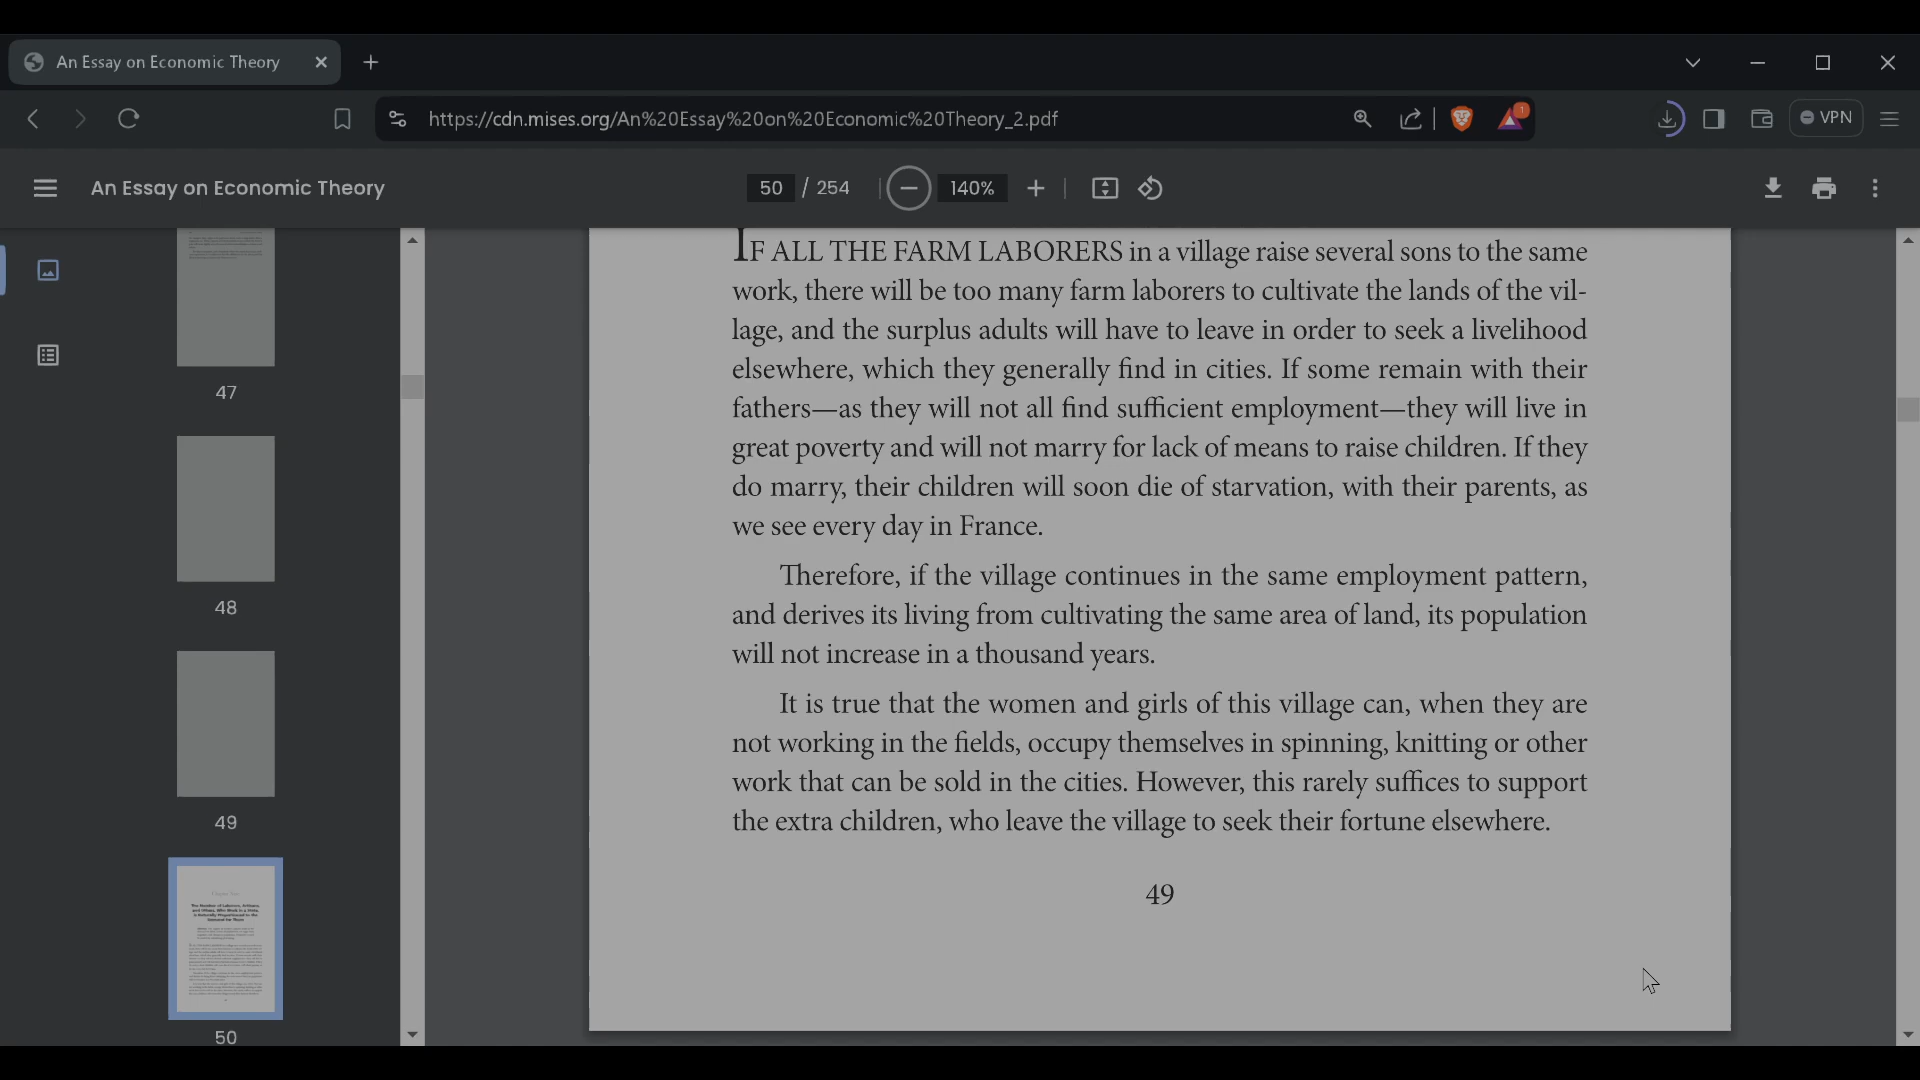 An Essay on Economic Theory
https://cdn.mises.org/An%20Essay%20on%20Economic%20Theory_2.pdf
1
VPN
An Essay on Economic Theory
50 / 254
140%
47
48
49
50
IF ALL THE FARM LABORERS in a village raise several sons to the same
work, there will be too many farm laborers to cultivate the lands of the vil-
lage, and the surplus adults will have to leave in order to seek a livelihood
elsewhere, which they generally find in cities. If some remain with their
fathers—as they will not all find sufficient employment—they will live in
great poverty and will not marry for lack of means to raise children. If they
do marry, their children will soon die of starvation, with their parents, as
we see every day in France.
Therefore, if the village continues in the same employment pattern,
and derives its living from cultivating the same area of land, its population
will not increase in a thousand years.
It is true that the women and girls of this village can, when they are
not working in the fields, occupy themselves in spinning, knitting or other
work that can be sold in the cities. However, this rarely suffices to support
the extra children, who leave the village to seek their fortune elsewhere.
49